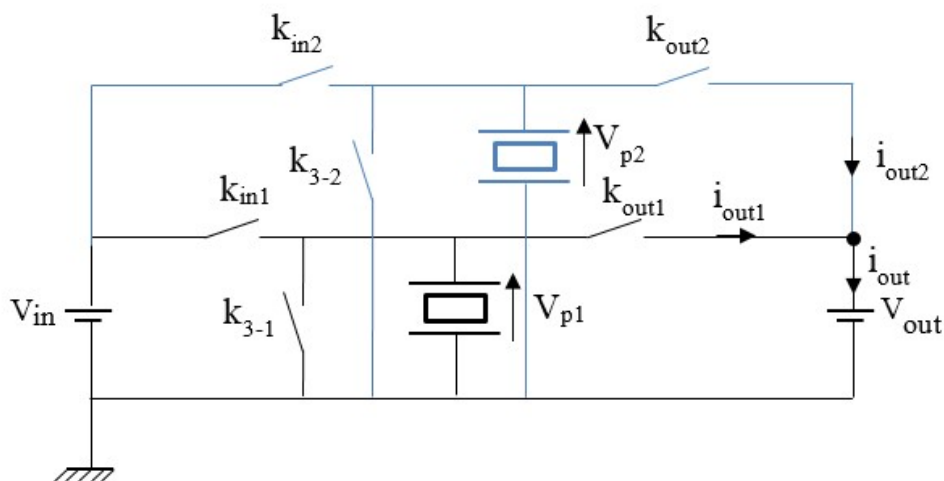 k_in2
k_out2
V_p2
k_3-2
i_out2
k_in1
k_out1
i_out1
i_out
V_in
k_3-1
V_p1
V_out